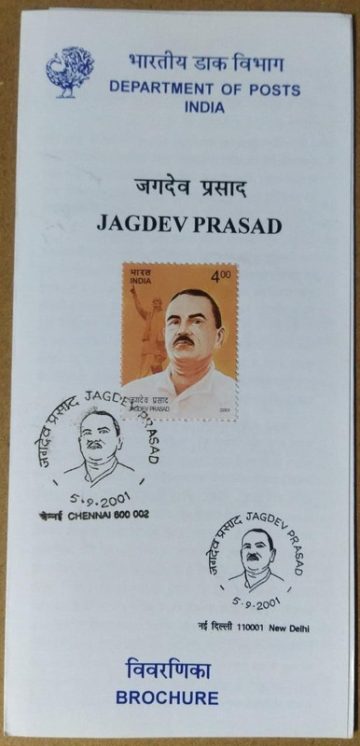 भारतीय डाक विभाग
DEPARTMENT OF POSTS
INDIA
जगदेव प्रसाद
JAGDEV PRASAD
भारत
INDIA
4.00
जगदेव प्रसाद
JAGDEV PRASAD
2001
जगदेव प्रसाद JAGDEV PRASAD
5-9-2001
चेन्नई CHENNAI 600 002
जगदेव प्रसाद JAGDEV PRASAD
5-9-2001
नई दिल्ली 110001 New Delhi
विवरणिका
BROCHURE